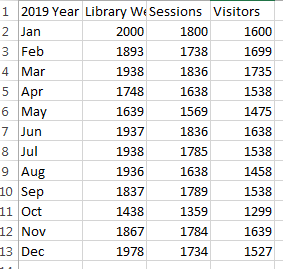 1 2019 Year Library We Sessions Visitors
2 Jan 2000 1800 1600
3 Feb 1893 1738 1699
4 Mar 1938 1836 1735
5 Apr 1748 1638 1538
6 May 1639 1569 1475
7 Jun 1937 1836 1638
8 Jul 1938 1785 1538
9 Aug 1936 1638 1458
10 Sep 1837 1789 1538
11 Oct 1438 1359 1299
12 Nov 1867 1784 1639
13 Dec 1978 1734 1527